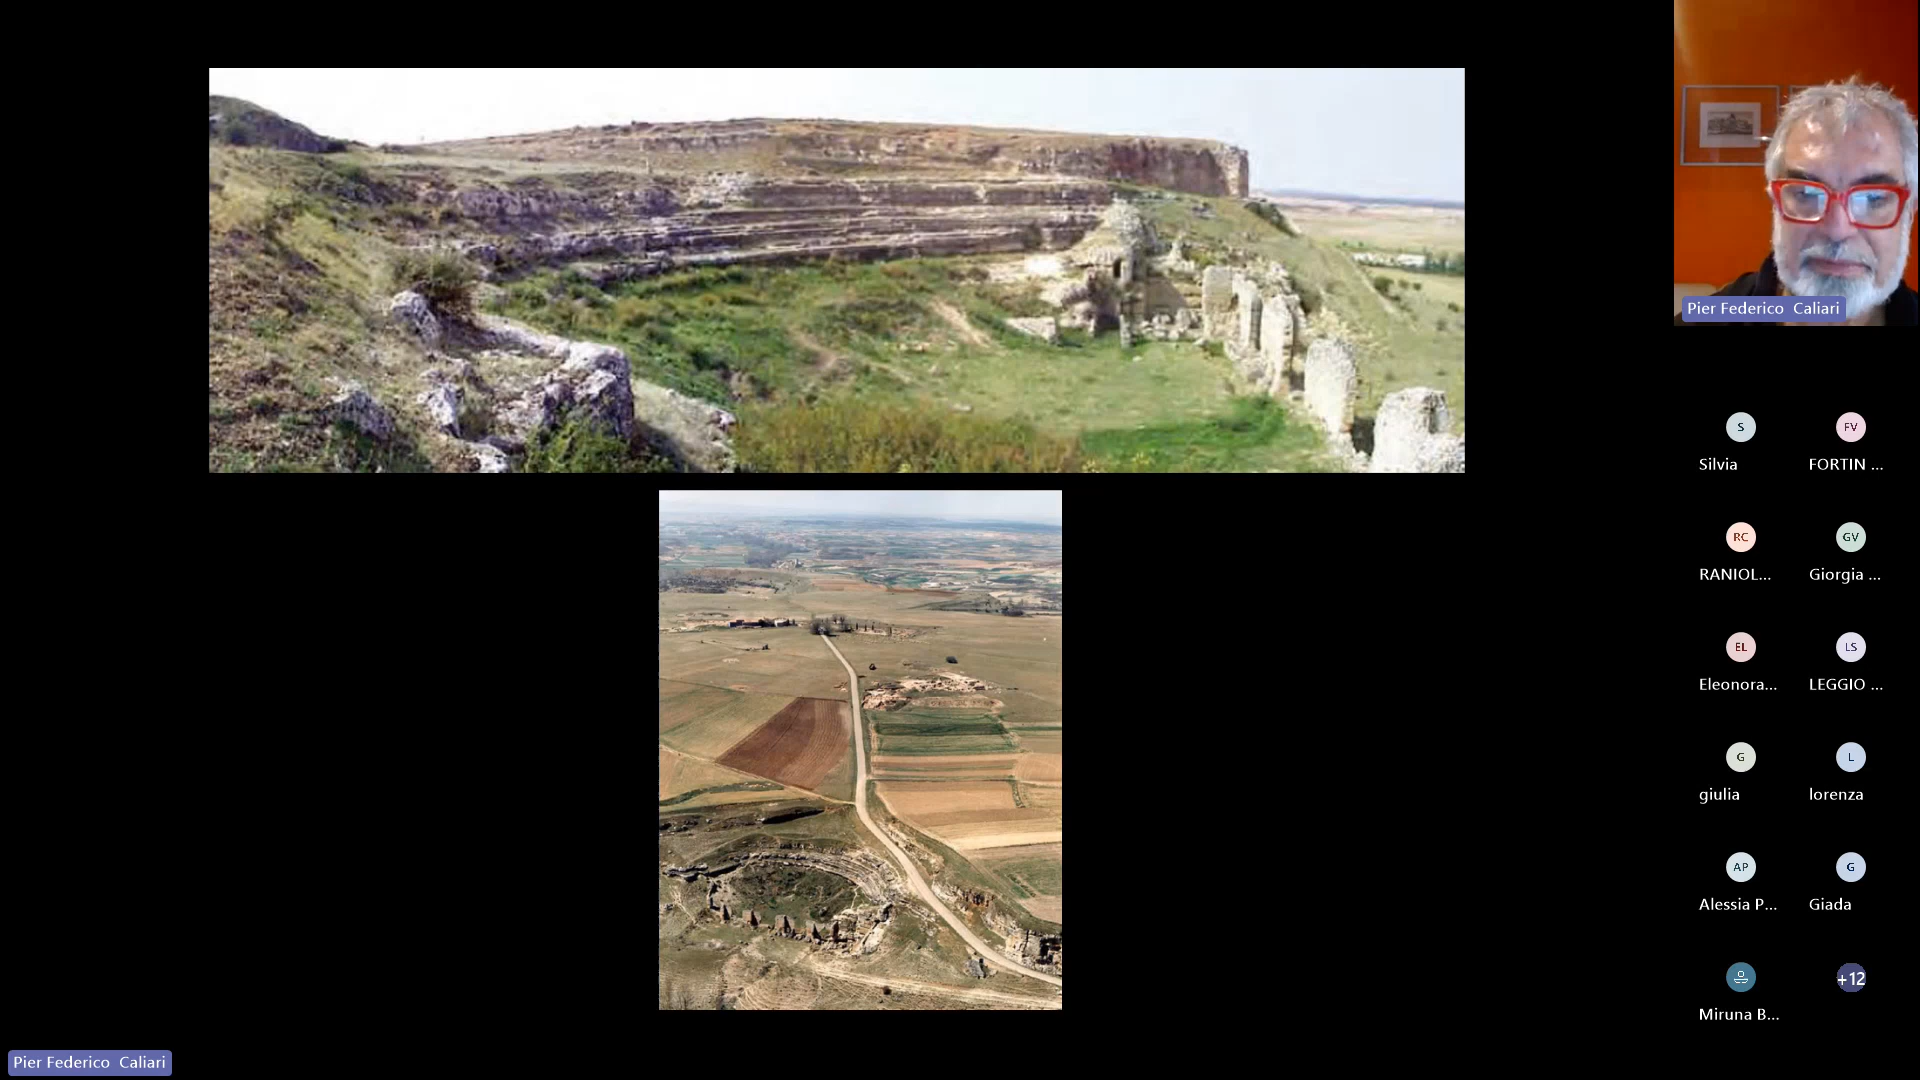 Pier Federico Caliari
S
FV
Silvia
FORTIN ...
RC
GV
RANIOL...
Giorgia ...
EL
LS
Eleonora...
LEGGIO ...
G
L
giulia
lorenza
AP
G
Alessia P...
Giada
+12
Miruna B...
Pier Federico Caliari